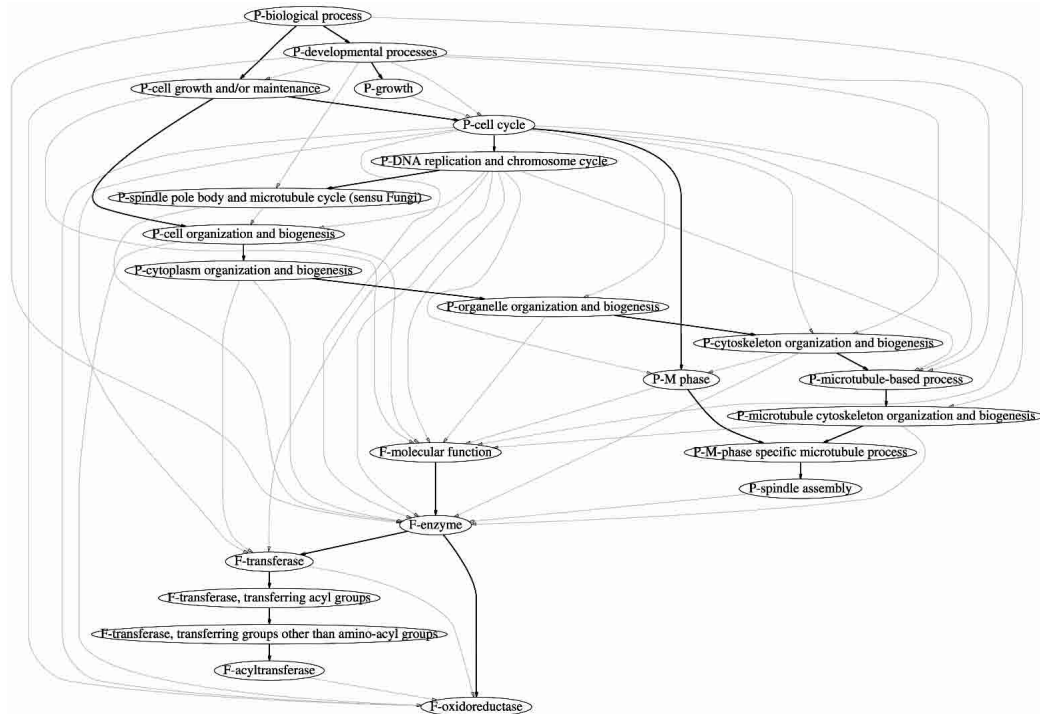 P-biological process
P-developmental processes
P-cell growth and/or maintenance
P-growth
P-cell cycle
P-DNA replication and chromosome cycle
P-spindle pole body and microtubule cycle (sensu Fungi)
P-cell organization and biogenesis
P-cytoplasm organization and biogenesis
P-organelle organization and biogenesis
P-cytoskeleton organization and biogenesis
P-M phase
P-microtubule-based process
P-microtubule cytoskeleton organization and biogenesis
F-molecular function
P-M-phase specific microtubule process
P-spindle assembly
F-enzyme
F-transferase
F-transferase, transferring acyl groups
F-transferase, transferring groups other than amino-acyl groups
F-acyltransferase
F-oxidoreductase